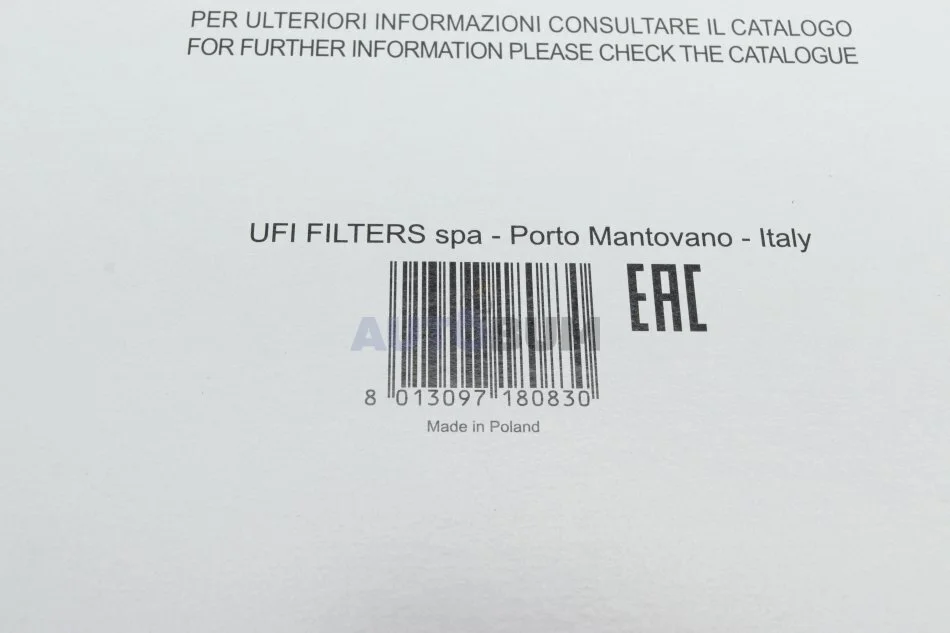 PER ULTERIORI INFORMAZIONI CONSULTARE IL CATALOGO
FOR FURTHER INFORMATION PLEASE CHECK THE CATALOGUE
UFI FILTERS spa - Porto Mantovano - Italy
EAC
AUTOBUM
8 013097 180830
Made in Poland